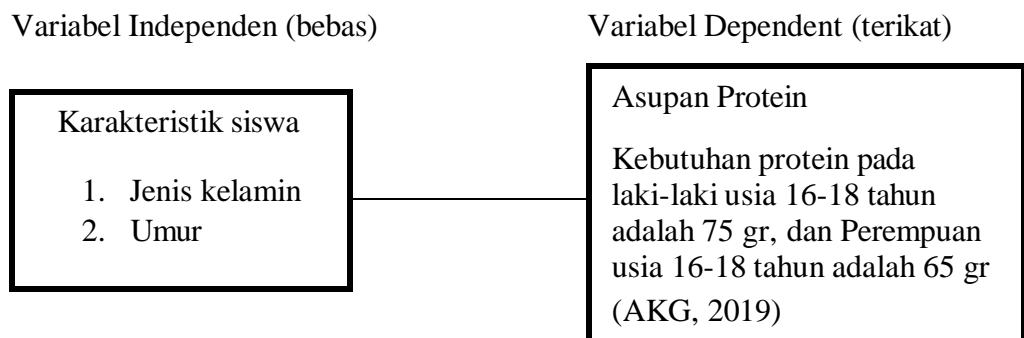 Variabel Independen (bebas)
Variabel Dependent (terikat)
Karakteristik siswa
1. Jenis kelamin
2. Umur
Asupan Protein
Kebutuhan protein pada
laki-laki usia 16-18 tahun
adalah 75 gr, dan Perempuan
usia 16-18 tahun adalah 65 gr
(AKG, 2019)